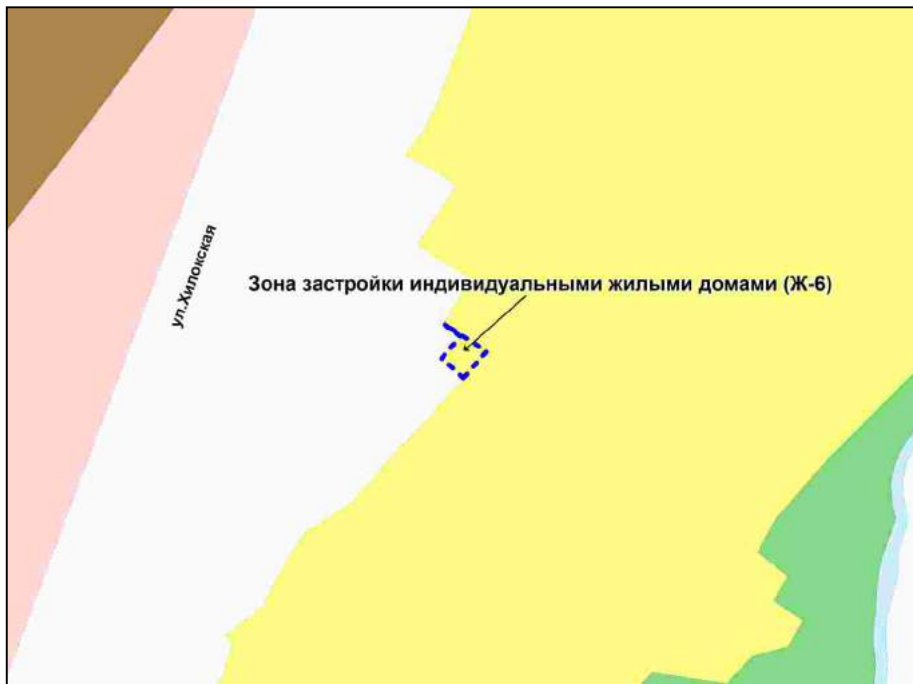 ул.Хилокская
Зона застройки индивидуальными жилыми домами (Ж-6)